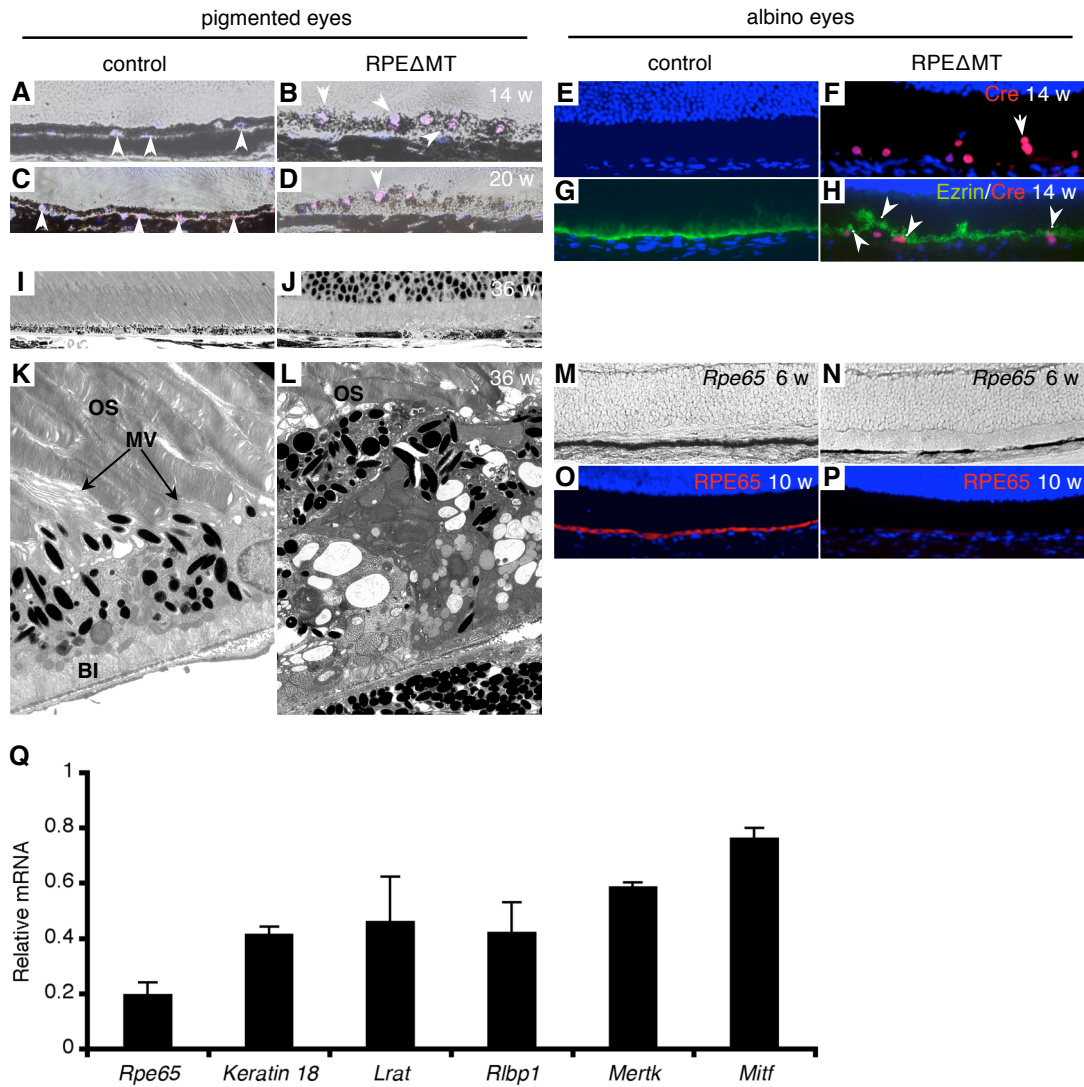 pigmented eyes
albino eyes
control
RPEΔMT
control
RPEΔMT
A
B
14 w
E
F
Cre 14 w
C
D
20 w
G
H
Ezrin/Cre 14 w
I
J
36 w
K
OS
MV
BI
L
OS
36 w
M
Rpe65 6 w
N
Rpe65 6 w
O
RPE65 10 w
P
RPE65 10 w
Q
Relative mRNA
1
0.8
0.6
0.4
0.2
0
Rpe65
Keratin 18
Lrat
Rlbp1
Mertk
Mitf